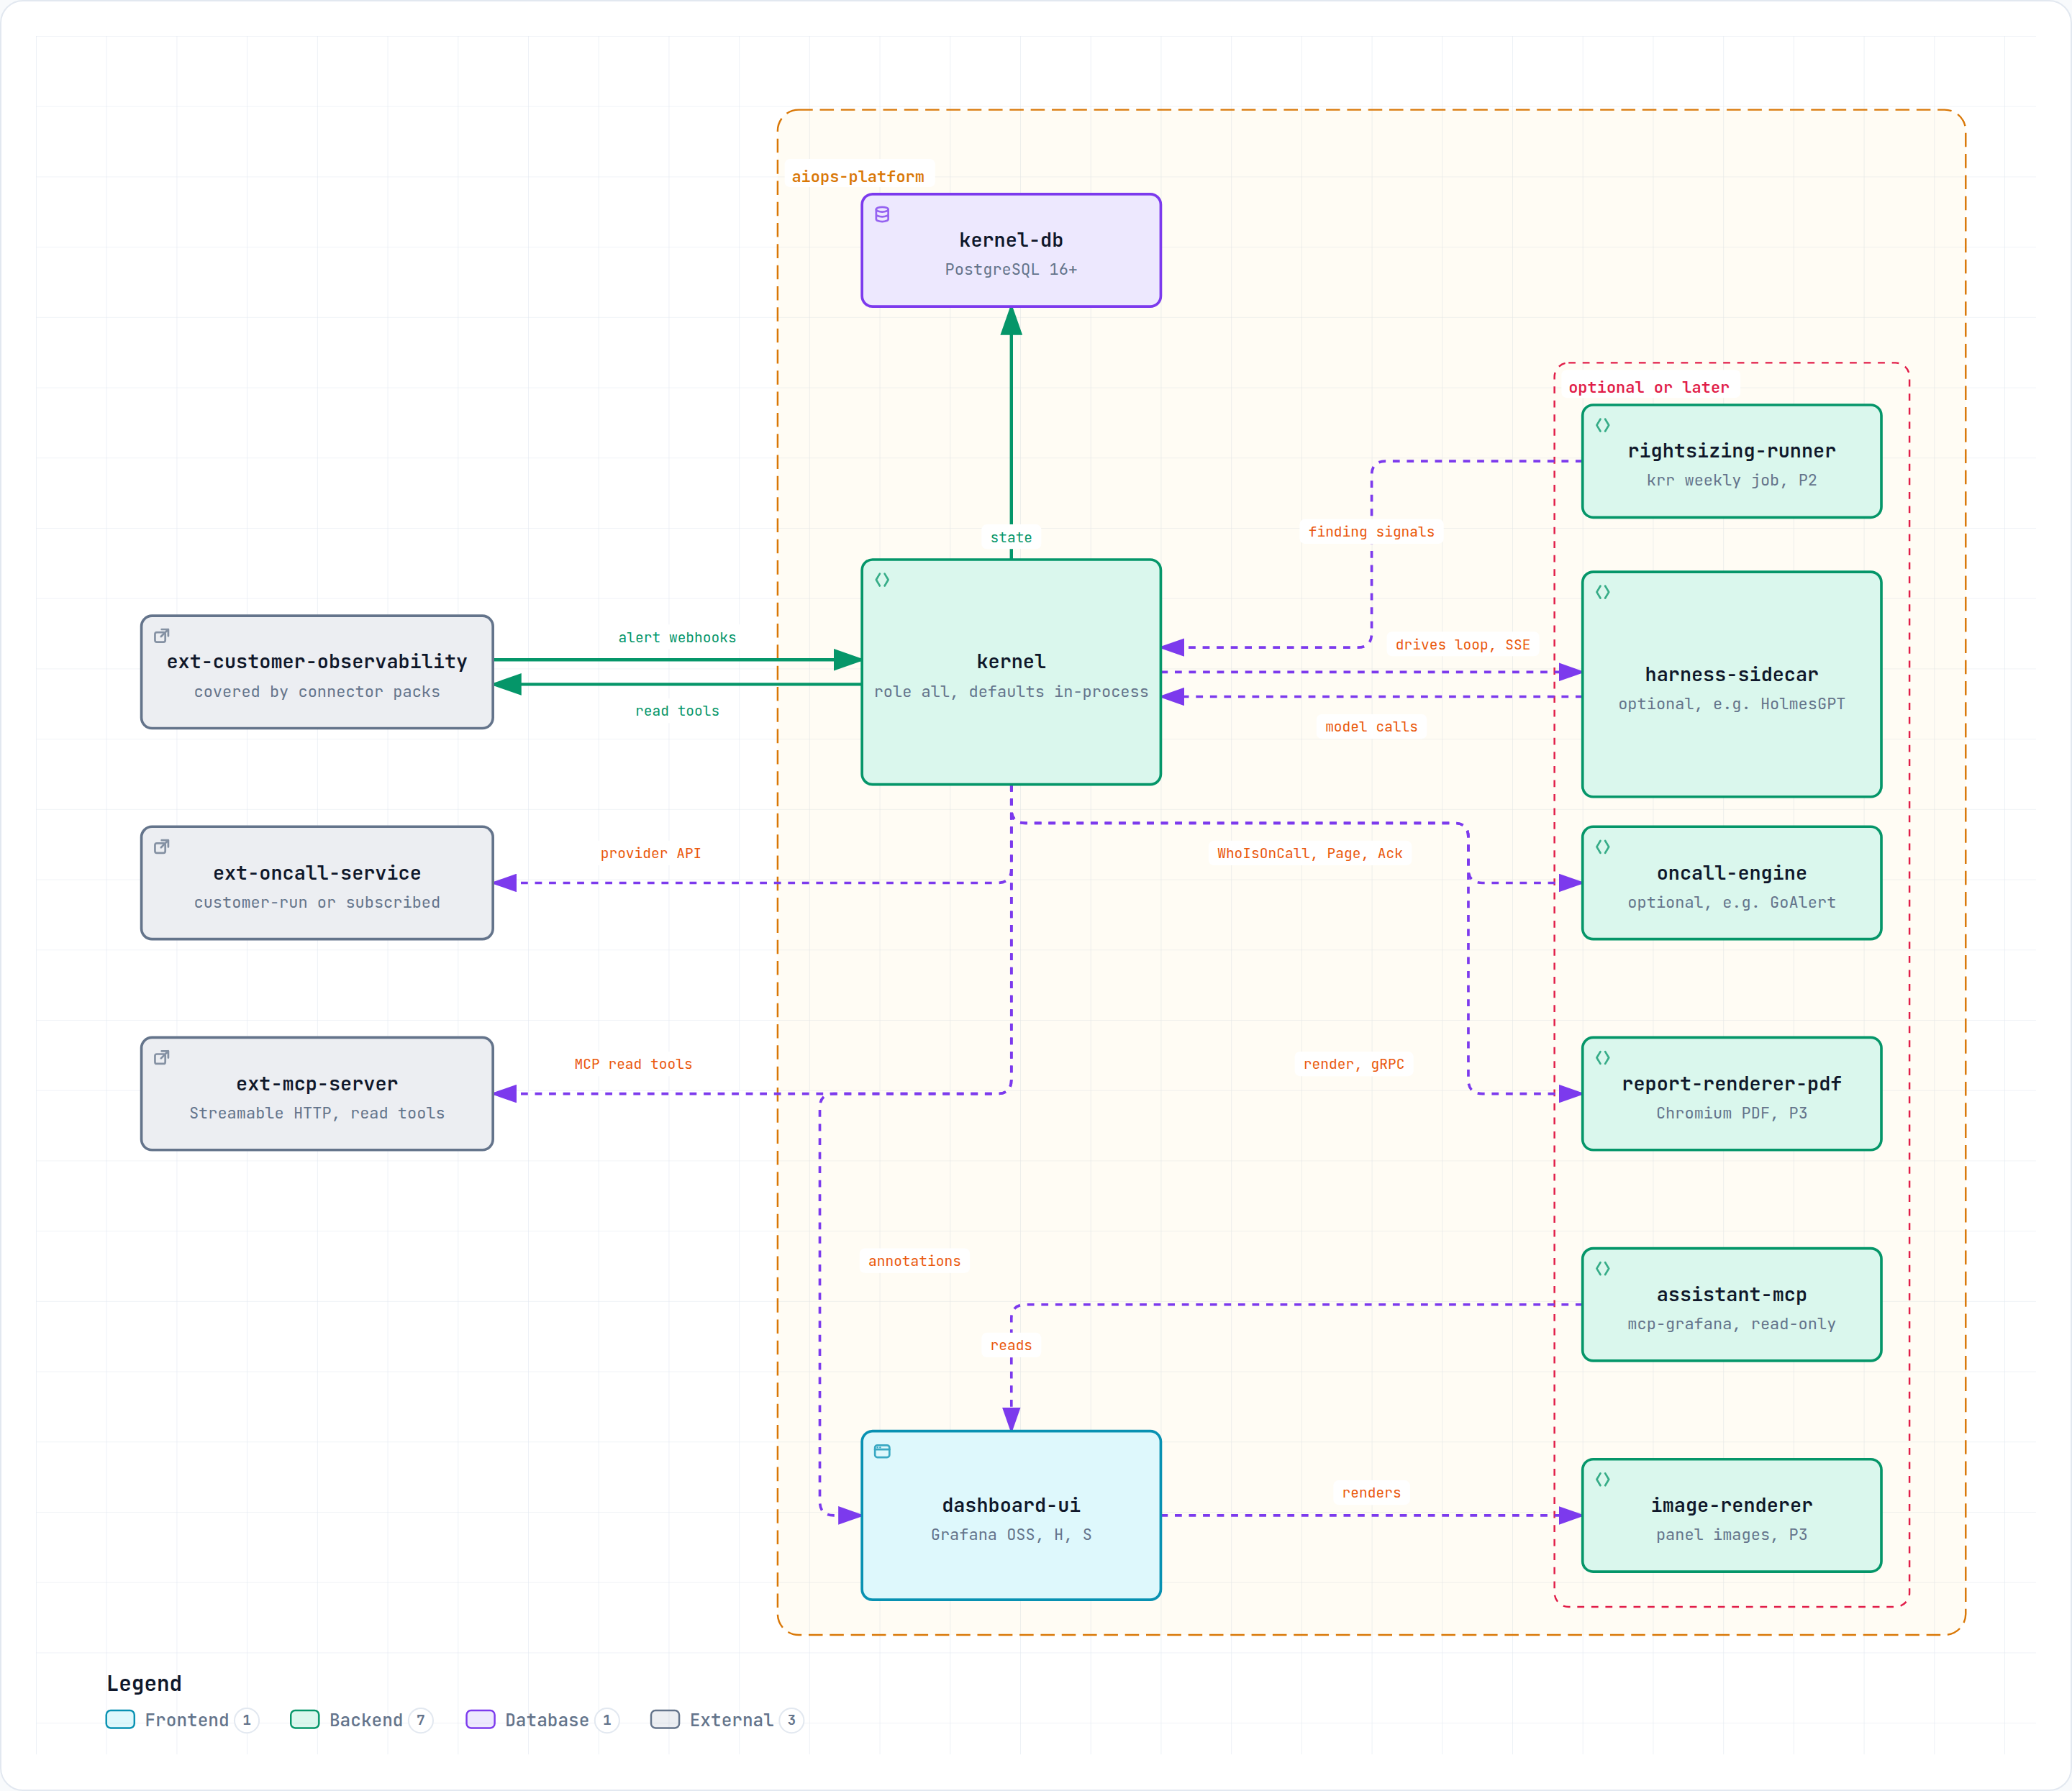 aiops-platform
kernel-db
PostgreSQL 16+
optional or later
rightsizing-runner
krr weekly job, P2
finding signals
state
kernel
role all, defaults in-process
alert webhooks
read tools
ext-customer-observability
covered by connector packs
drives loop, SSE
model calls
harness-sidecar
optional, e.g. HolmesGPT
ext-oncall-service
customer-run or subscribed
provider API
WhoIsOnCall, Page, Ack
oncall-engine
optional, e.g. GoAlert
ext-mcp-server
Streamable HTTP, read tools
MCP read tools
render, gRPC
report-renderer-pdf
Chromium PDF, P3
annotations
assistant-mcp
mcp-grafana, read-only
reads
dashboard-ui
Grafana OSS, H, S
renders
image-renderer
panel images, P3
Legend
Frontend 1
Backend 7
Database 1
External 3